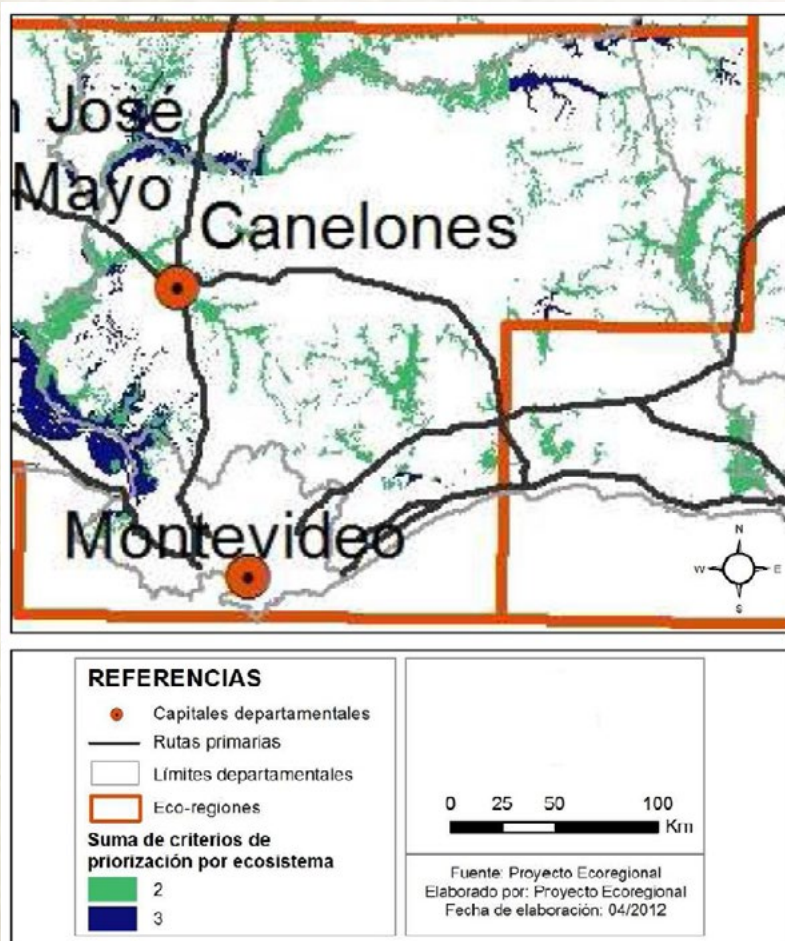 n José
Mayo
Canelones
Montevideo
N
W E
S
REFERENCIAS
Capitales departamentales
Rutas primarias
Límites departamentales
Eco-regiones
Suma de criterios de
priorización por ecosistema
2
3
0 25 50 100
Km
Fuente: Proyecto Ecoregional
Elaborado por: Proyecto Ecoregional
Fecha de elaboración: 04/2012